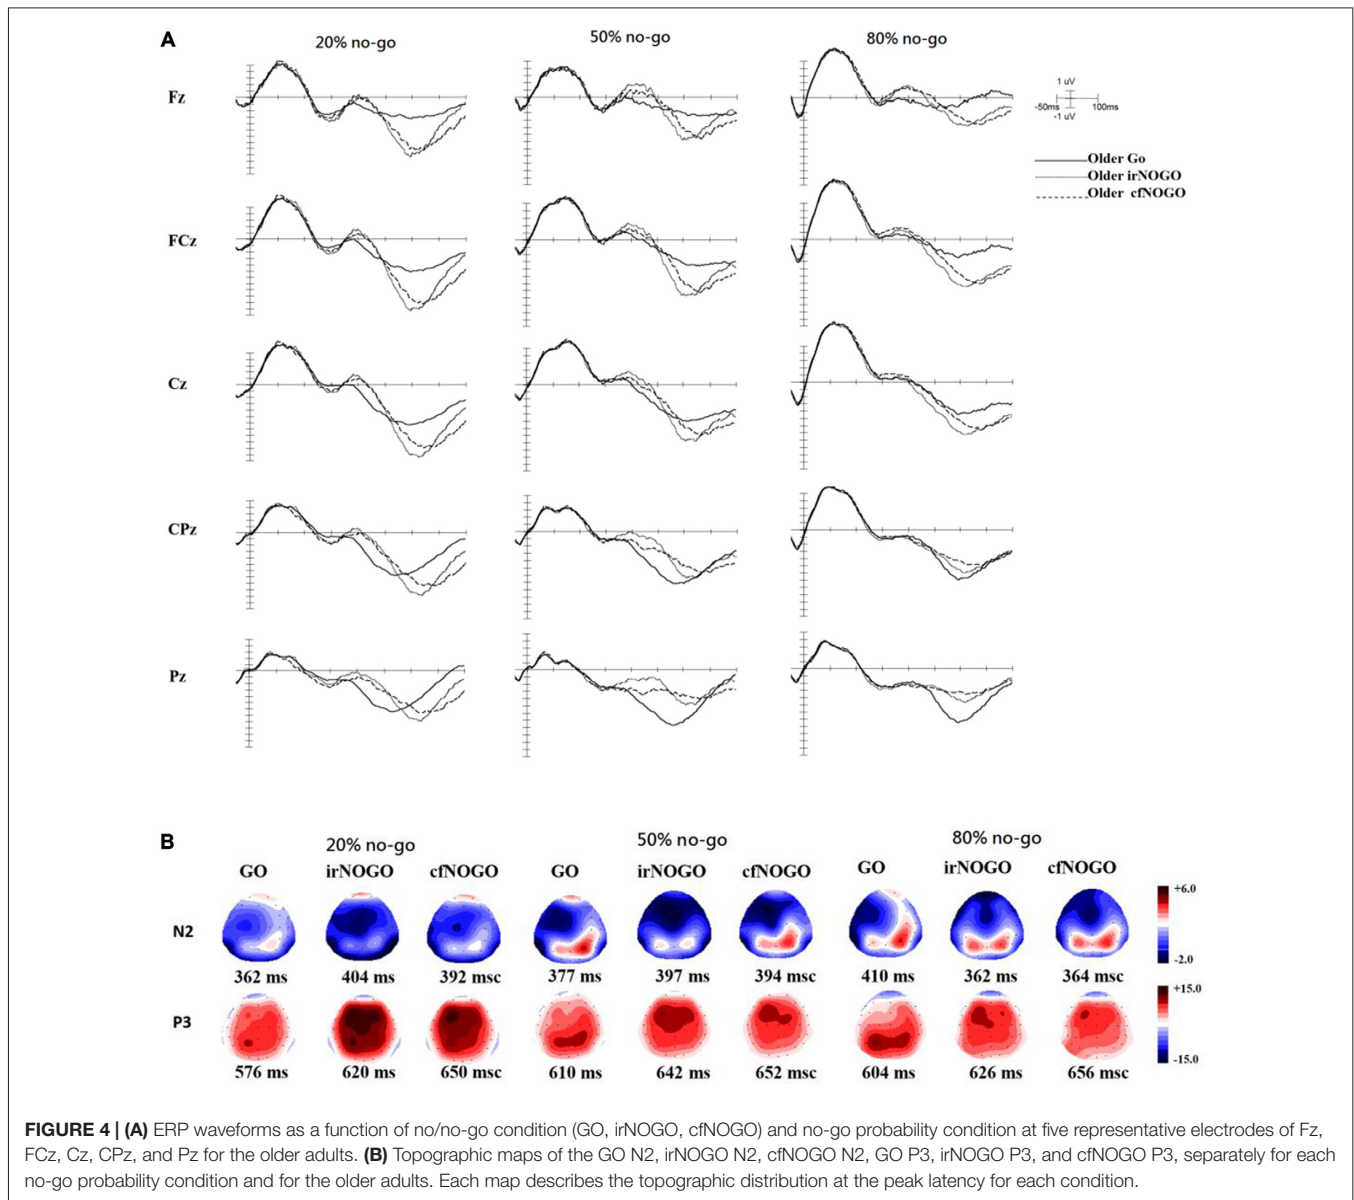 A
20% no-go
50% no-go
80% no-go
Fz
1 uV
-50ms
100ms
-1 uV
Older Go
Older irNOGO
Older cfNOGO
FCz
Cz
CPz
Pz
B
20% no-go
50% no-go
80% no-go
GO irNOGO cfNOGO GO irNOGO cfNOGO GO irNOGO cfNOGO
+6.0
N2
-2.0
362 ms 404 ms 392 msc 377 ms 397 ms 394 msc 410 ms 362 ms 364 msc
+15.0
P3
-15.0
576 ms 620 ms 650 msc 610 ms 642 ms 652 msc 604 ms 626 ms 656 msc
FIGURE 4 | (A) ERP waveforms as a function of no/no-go condition (GO, irNOGO, cfNOGO) and no-go probability condition at five representative electrodes of Fz,
FCz, Cz, CPz, and Pz for the older adults. (B) Topographic maps of the GO N2, irNOGO N2, cfNOGO N2, GO P3, irNOGO P3, and cfNOGO P3, separately for each
no-go probability condition and for the older adults. Each map describes the topographic distribution at the peak latency for each condition.